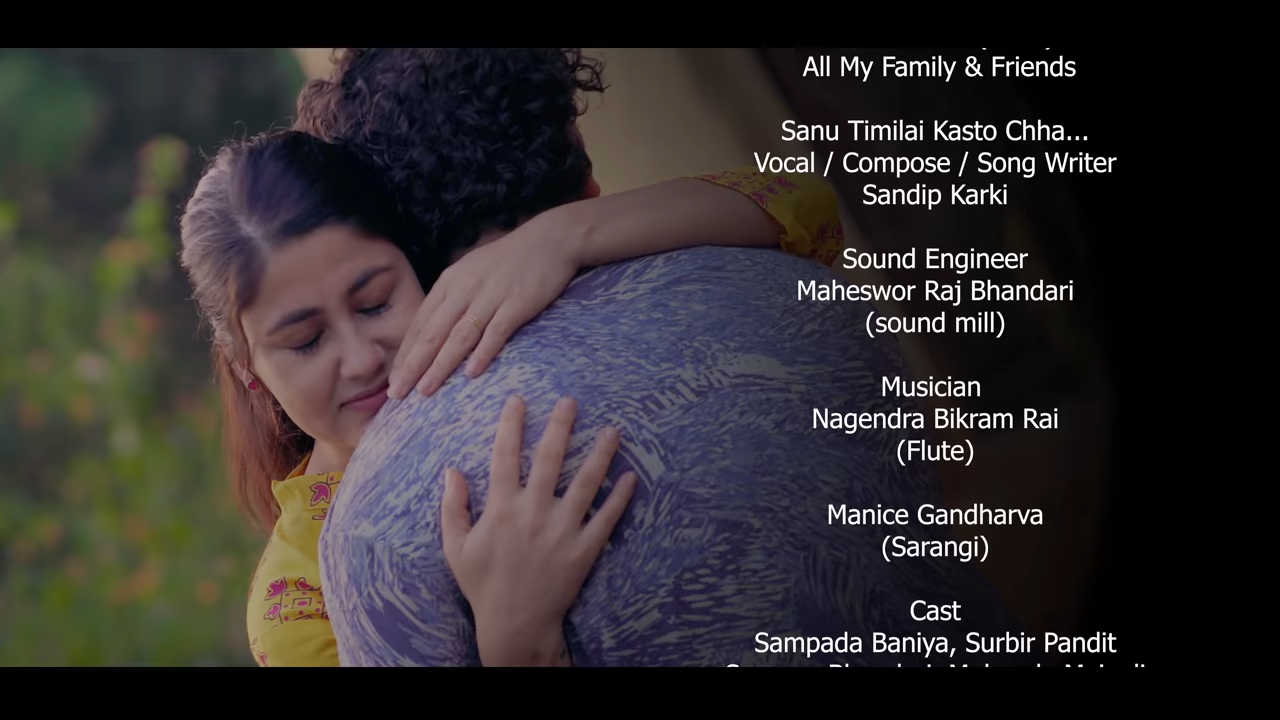 All My Family & Friends
Sanu Timilai Kasto Chha...
Vocal / Compose / Song Writer
Sandip Karki
Sound Engineer
Maheswor Raj Bhandari
(sound mill)
Musician
Nagendra Bikram Rai
(Flute)
Manice Gandharva
(Sarangi)
Cast
Sampada Baniya, Surbir Pandit